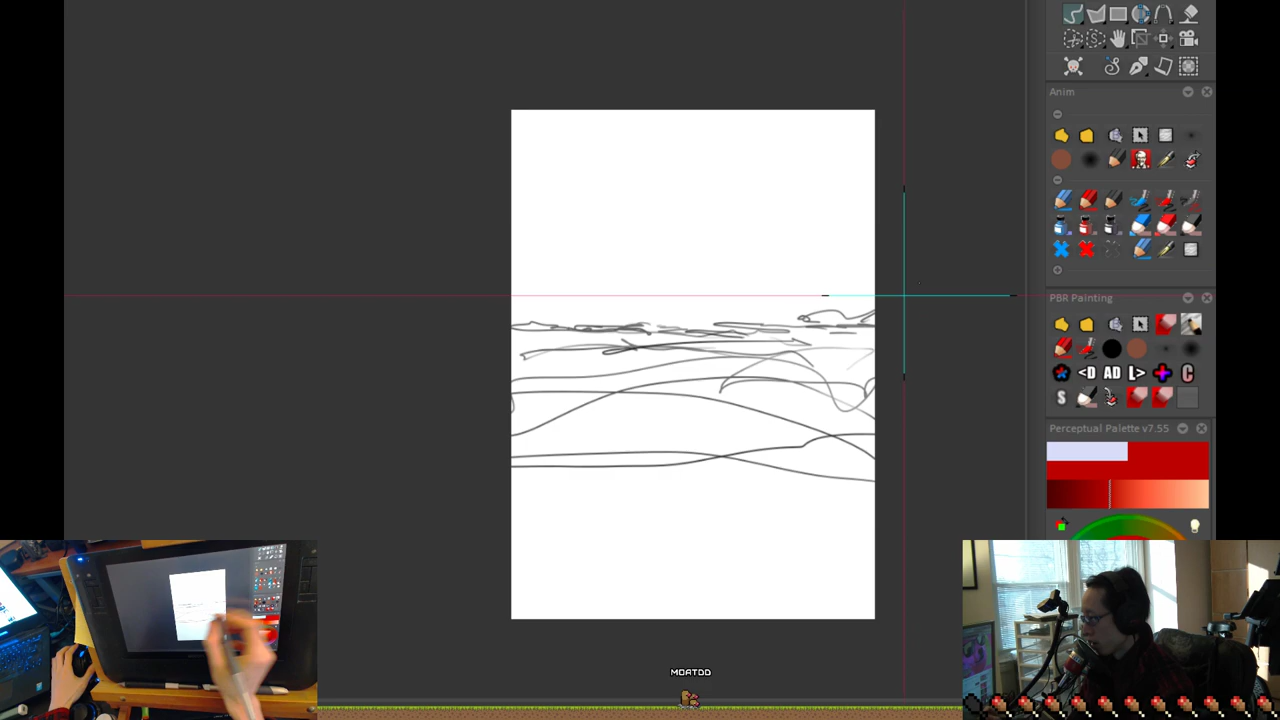 Anim
PBR Painting
<D AD L> C
S
Perceptual Palette v7.55
MOATDD